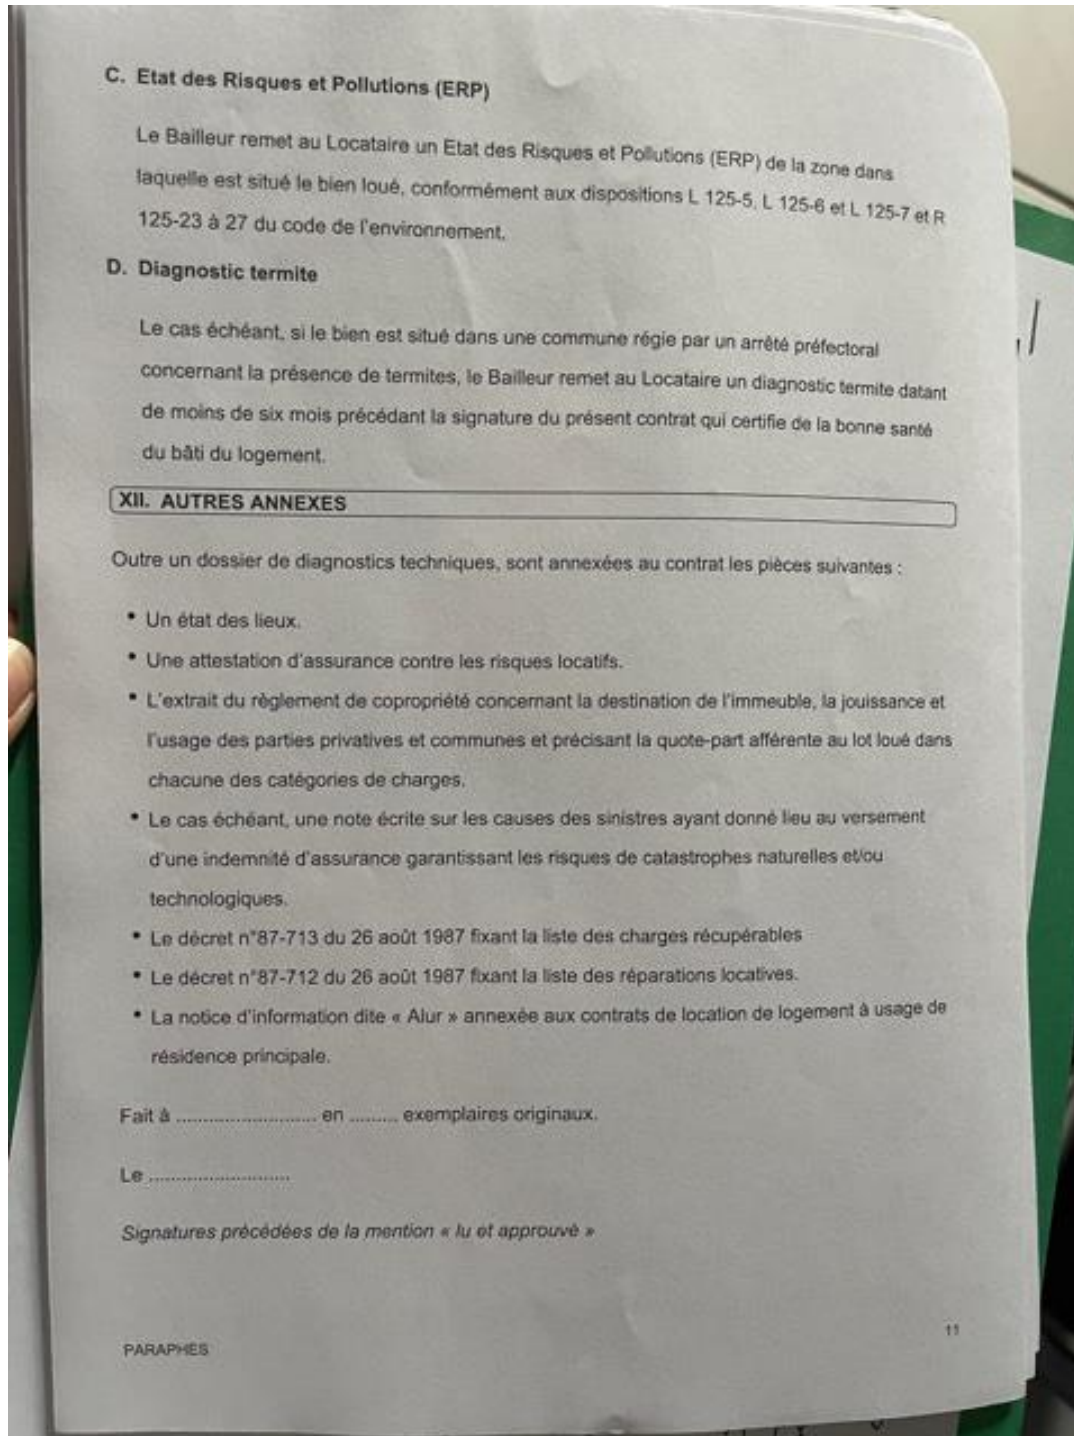 C. Etat des Risques et Pollutions (ERP)
Le Bailleur remet au Locataire un Etat des Risques et Pollutions (ERP) de la zone dans
laquelle est situé le bien loué, conformément aux dispositions L 125-5, L 125-6 et L 125-7 et R
125-23 à 27 du code de l'environnement.
D. Diagnostic termite
Le cas échéant, si le bien est situé dans une commune régie par un arrêté préfectoral
concernant la présence de termites, le Bailleur remet au Locataire un diagnostic termite datant
de moins de six mois précédant la signature du présent contrat qui certifie de la bonne santé
du bâti du logement.
XII. AUTRES ANNEXES
Outre un dossier de diagnostics techniques, sont annexées au contrat les pièces suivantes :
• Un état des lieux.
• Une attestation d'assurance contre les risques locatifs.
• L'extrait du règlement de copropriété concernant la destination de l'immeuble, la jouissance et
l'usage des parties privatives et communes et précisant la quote-part afférente au lot loué dans
chacune des catégories de charges.
• Le cas échéant, une note écrite sur les causes des sinistres ayant donné lieu au versement
d'une indemnité d'assurance garantissant les risques de catastrophes naturelles et/ou
technologiques.
• Le décret n°87-713 du 26 août 1987 fixant la liste des charges récupérables
• Le décret n°87-712 du 26 août 1987 fixant la liste des réparations locatives.
• La notice d'information dite « Alur » annexée aux contrats de location de logement à usage de
résidence principale.
Fait à ........................... en ......... exemplaires originaux.
Le ...........................
Signatures précédées de la mention « lu et approuvé »
11
PARAPHES